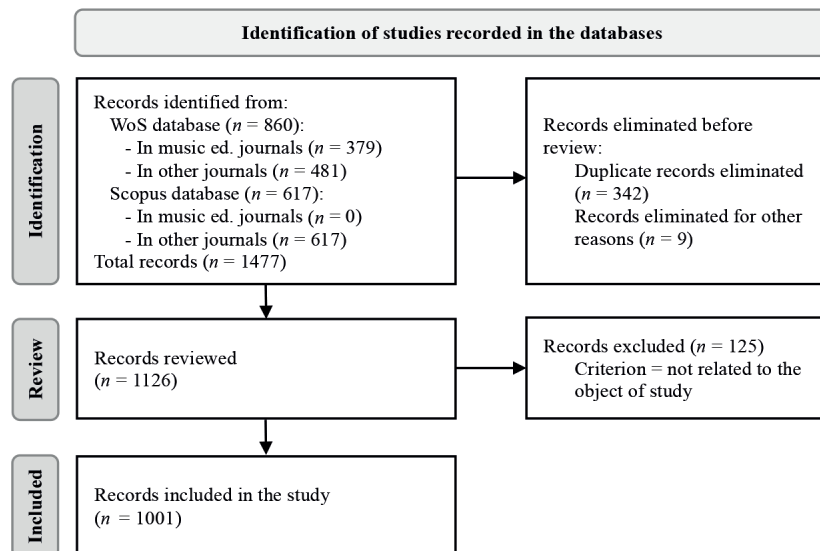 Identification of studies recorded in the databases
Identification
Records identified from:
WoS database (n = 860):
- In music ed. journals (n = 379)
- In other journals (n = 481)
Scopus database (n = 617):
- In music ed. journals (n = 0)
- In other journals (n = 617)
Total records (n = 1477)
Records eliminated before
review:
Duplicate records eliminated
(n = 342)
Records eliminated for other
reasons (n = 9)
Review
Records reviewed
(n = 1126)
Records excluded (n = 125)
Criterion = not related to the
object of study
Included
Records included in the study
(n = 1001)